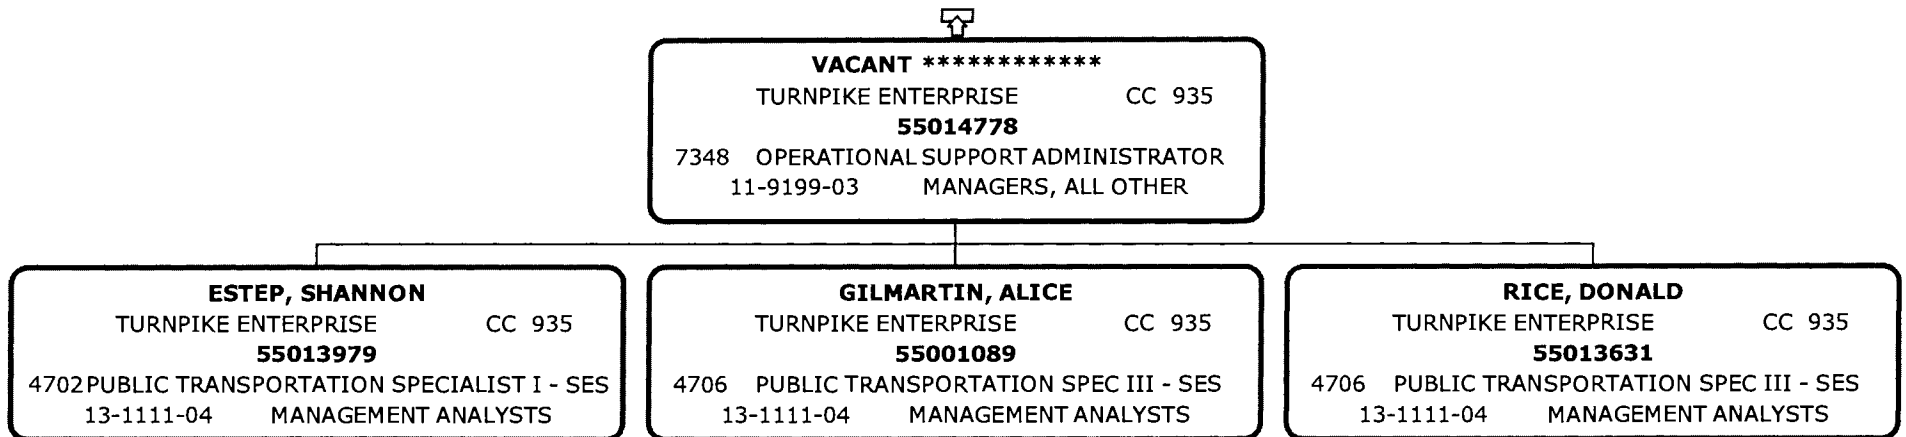 VACANT ************
TURNPIKE ENTERPRISE CC 935
55014778
7348 OPERATIONAL SUPPORT ADMINISTRATOR
11-9199-03 MANAGERS, ALL OTHER
ESTEP, SHANNON
TURNPIKE ENTERPRISE CC 935
55013979
4702 PUBLIC TRANSPORTATION SPECIALIST I - SES
13-1111-04 MANAGEMENT ANALYSTS
GILMARTIN, ALICE
TURNPIKE ENTERPRISE CC 935
55001089
4706 PUBLIC TRANSPORTATION SPEC III - SES
13-1111-04 MANAGEMENT ANALYSTS
RICE, DONALD
TURNPIKE ENTERPRISE CC 935
55013631
4706 PUBLIC TRANSPORTATION SPEC III - SES
13-1111-04 MANAGEMENT ANALYSTS